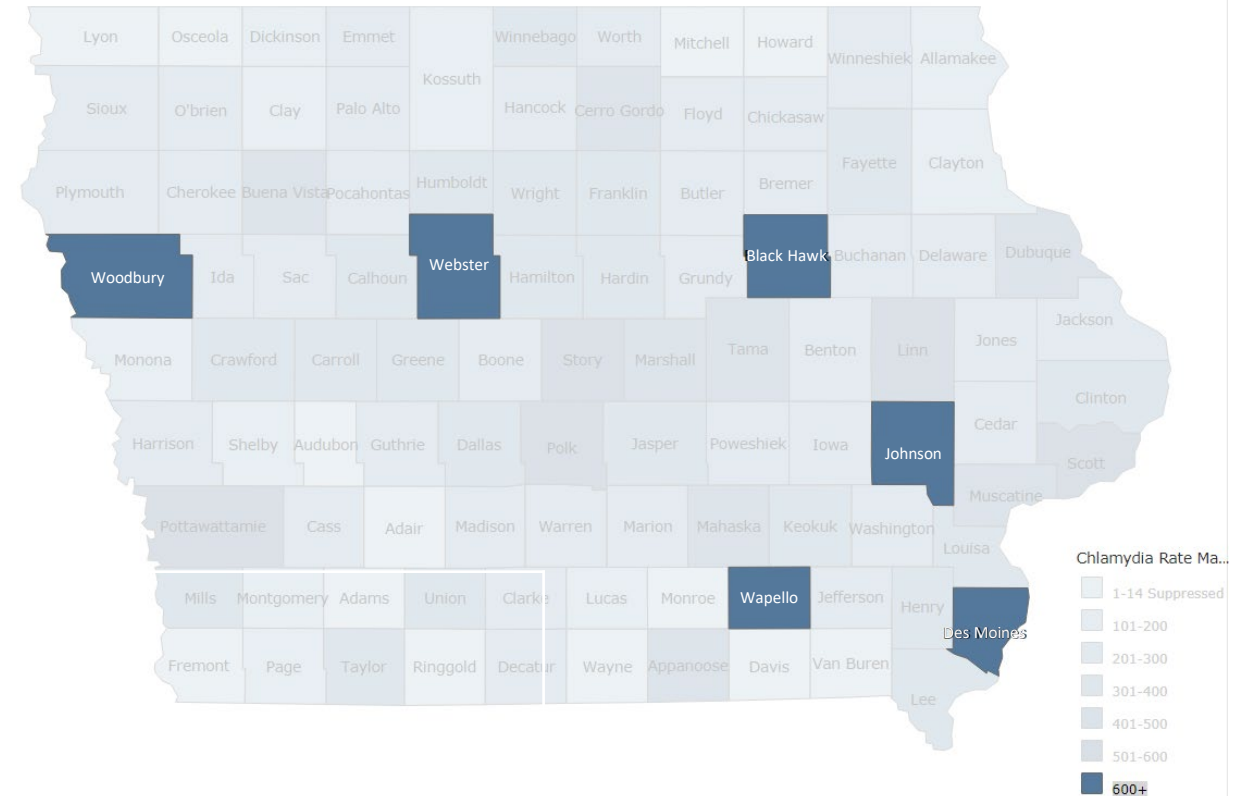 Lyon
Osceola
Dickinson
Emmet
Kossuth
Winnebago
Worth
Mitchell
Howard
Winneshiek
Allamakee
Sioux
O'brien
Clay
Palo Alto
Hancock
Cerro Gordo
Floyd
Chickasaw
Fayette
Clayton
Plymouth
Cherokee
Buena Vista
Pocahontas
Humboldt
Wright
Franklin
Butler
Bremer
Woodbury
Ida
Sac
Calhoun
Webster
Hamilton
Hardin
Grundy
Black Hawk
Buchanan
Delaware
Dubuque
Jackson
Monona
Crawford
Carroll
Greene
Boone
Story
Marshall
Tama
Benton
Linn
Jones
Clinton
Harrison
Shelby
Audubon
Guthrie
Dallas
Polk
Jasper
Poweshiek
Iowa
Johnson
Cedar
Scott
Muscatine
Pottawattamie
Cass
Adair
Madison
Warren
Marion
Mahaska
Keokuk
Washington
Louisa
Mills
Montgomery
Adams
Union
Clarke
Lucas
Monroe
Wapello
Jefferson
Henry
Des Moines
Fremont
Page
Taylor
Ringgold
Decatur
Wayne
Appanoose
Davis
Van Buren
Lee
Chlamydia Rate Ma...
1-14 Suppressed
101-200
201-300
301-400
401-500
501-600
600+